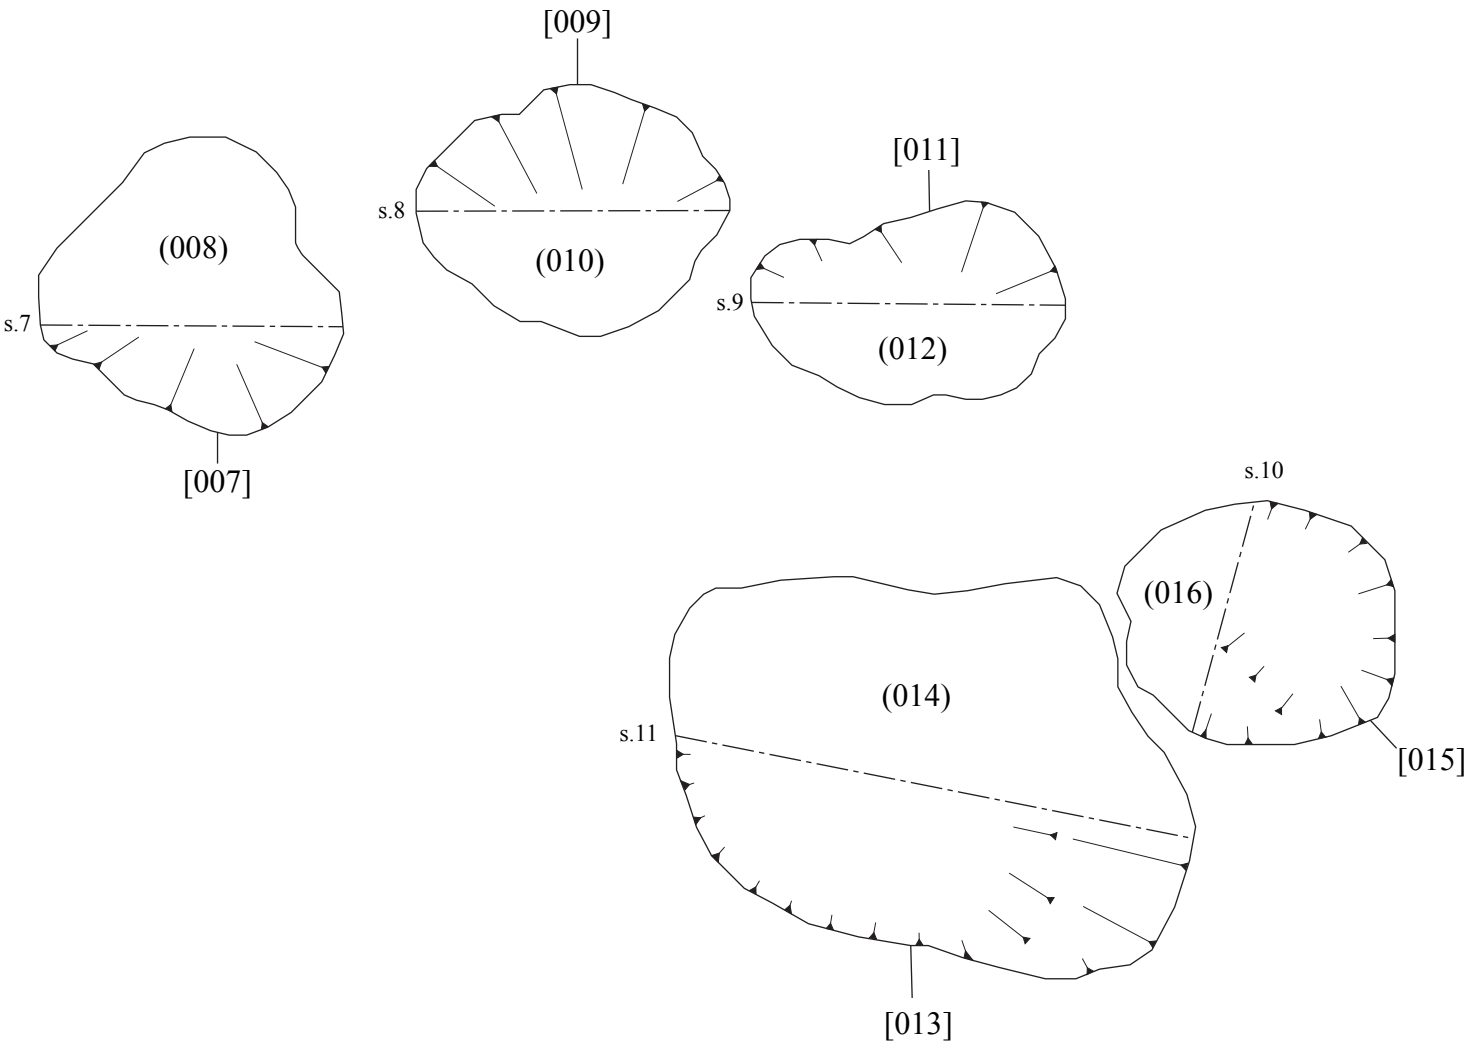 [009]
[011]
(008)
s.8
(010)
s.9
s.7
(012)
[007]
s.10
(016)
(014)
s.11
[015]
[013]